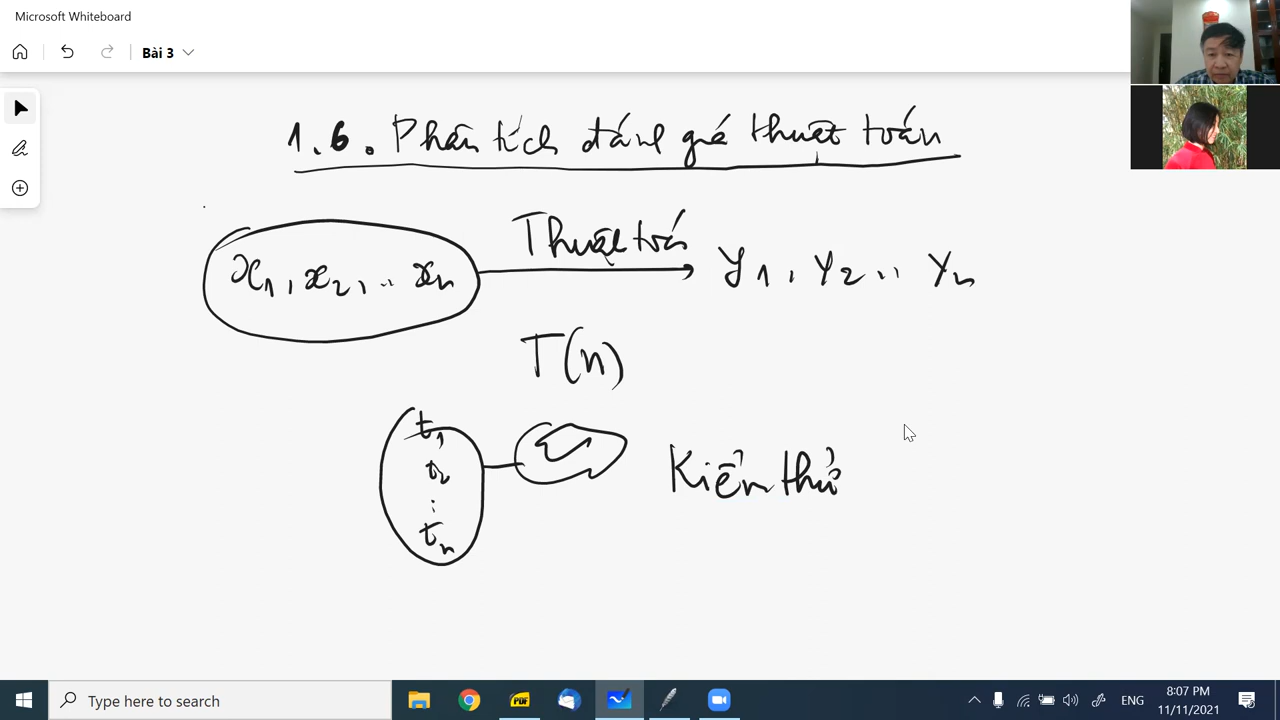 Microsoft Whiteboard
Bài 3
1.6. Phân tích đánh giá thuật toán
x1, x2, .. xn
Thuật toán
y1, y2 ... yn
T(n)
t1
t2
:
tn
Kiểm thử
Type here to search
PDF
ENG
8:07 PM
11/11/2021